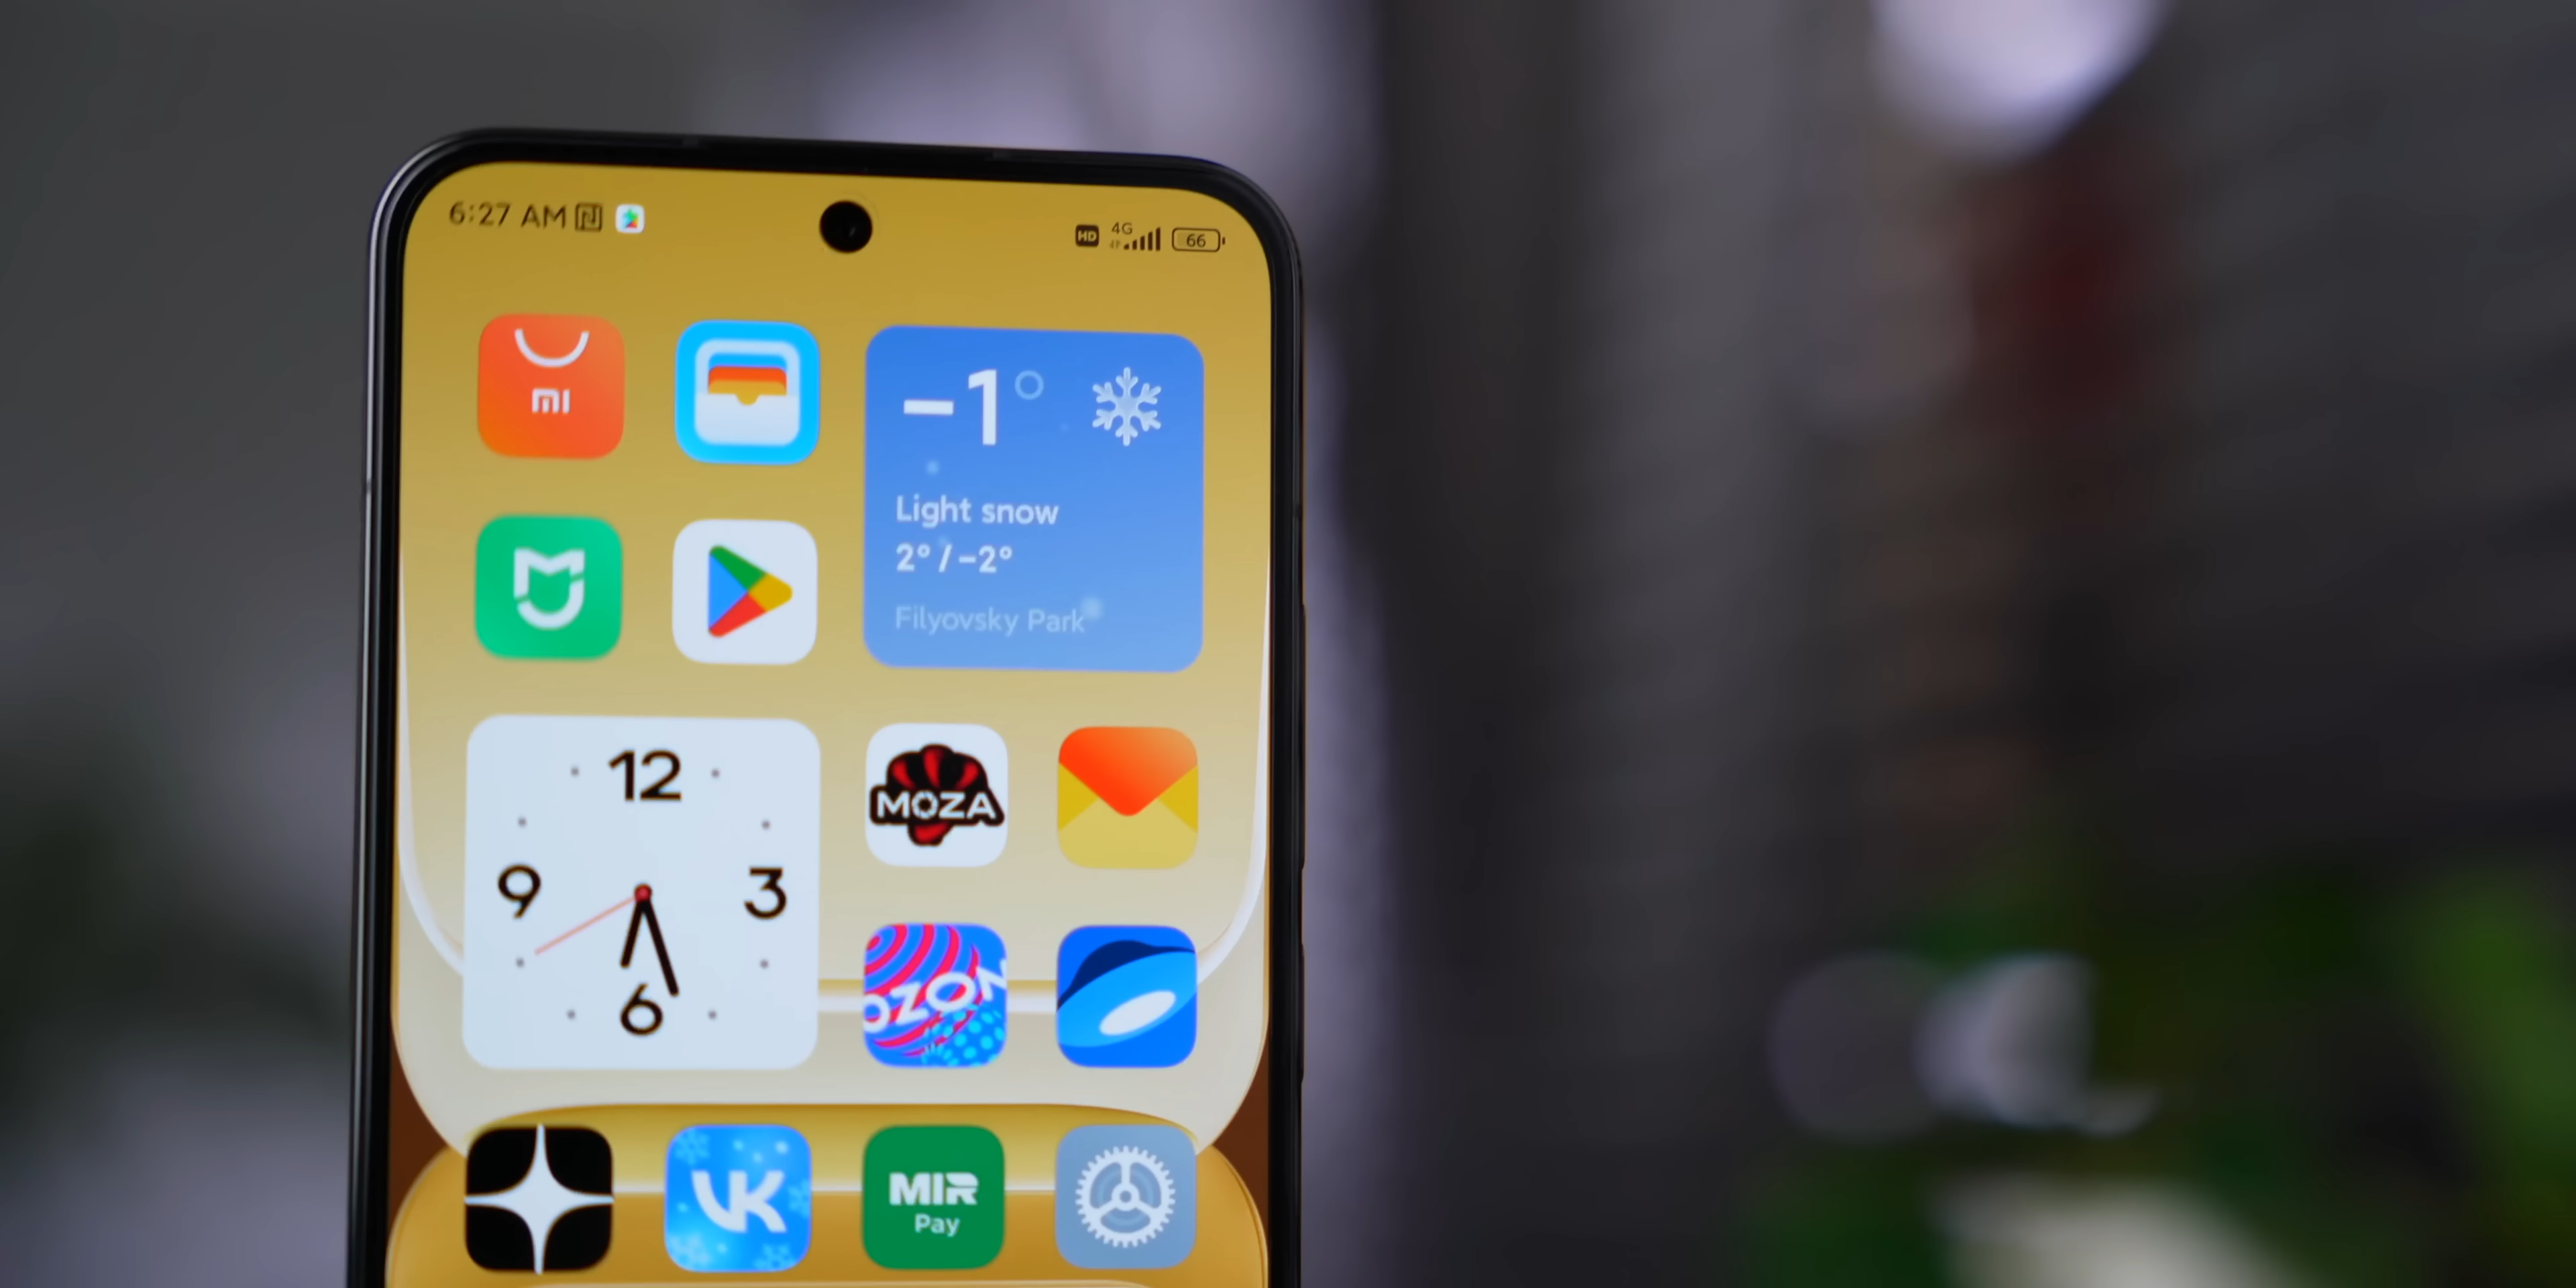 6:27 AM
HD 4G 66
mi
-1°
Light snow
2° / -2°
Filyovsky Park
12
9 3
6
MOZA
OZON
VK
MIR
Pay